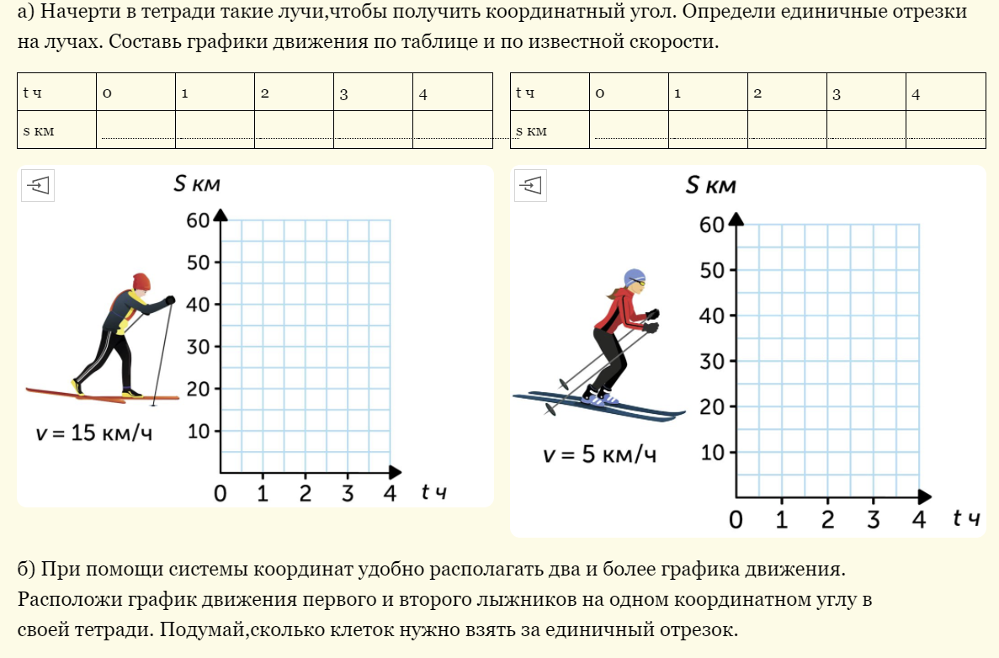 а) Начерти в тетради такие лучи,чтобы получить координатный угол. Определи единичные отрезки
на лучах. Составь графики движения по таблице и по известной скорости.
t ч 0 1 2 3 4
s км
t ч 0 1 2 3 4
s км
S км
60
50
40
30
20
10
0 1 2 3 4 t ч
v = 15 км/ч
S км
60
50
40
30
20
10
0 1 2 3 4 t ч
v = 5 км/ч
б) При помощи системы координат удобно располагать два и более графика движения.
Расположи график движения первого и второго лыжников на одном координатном углу в
своей тетради. Подумай,сколько клеток нужно взять за единичный отрезок.